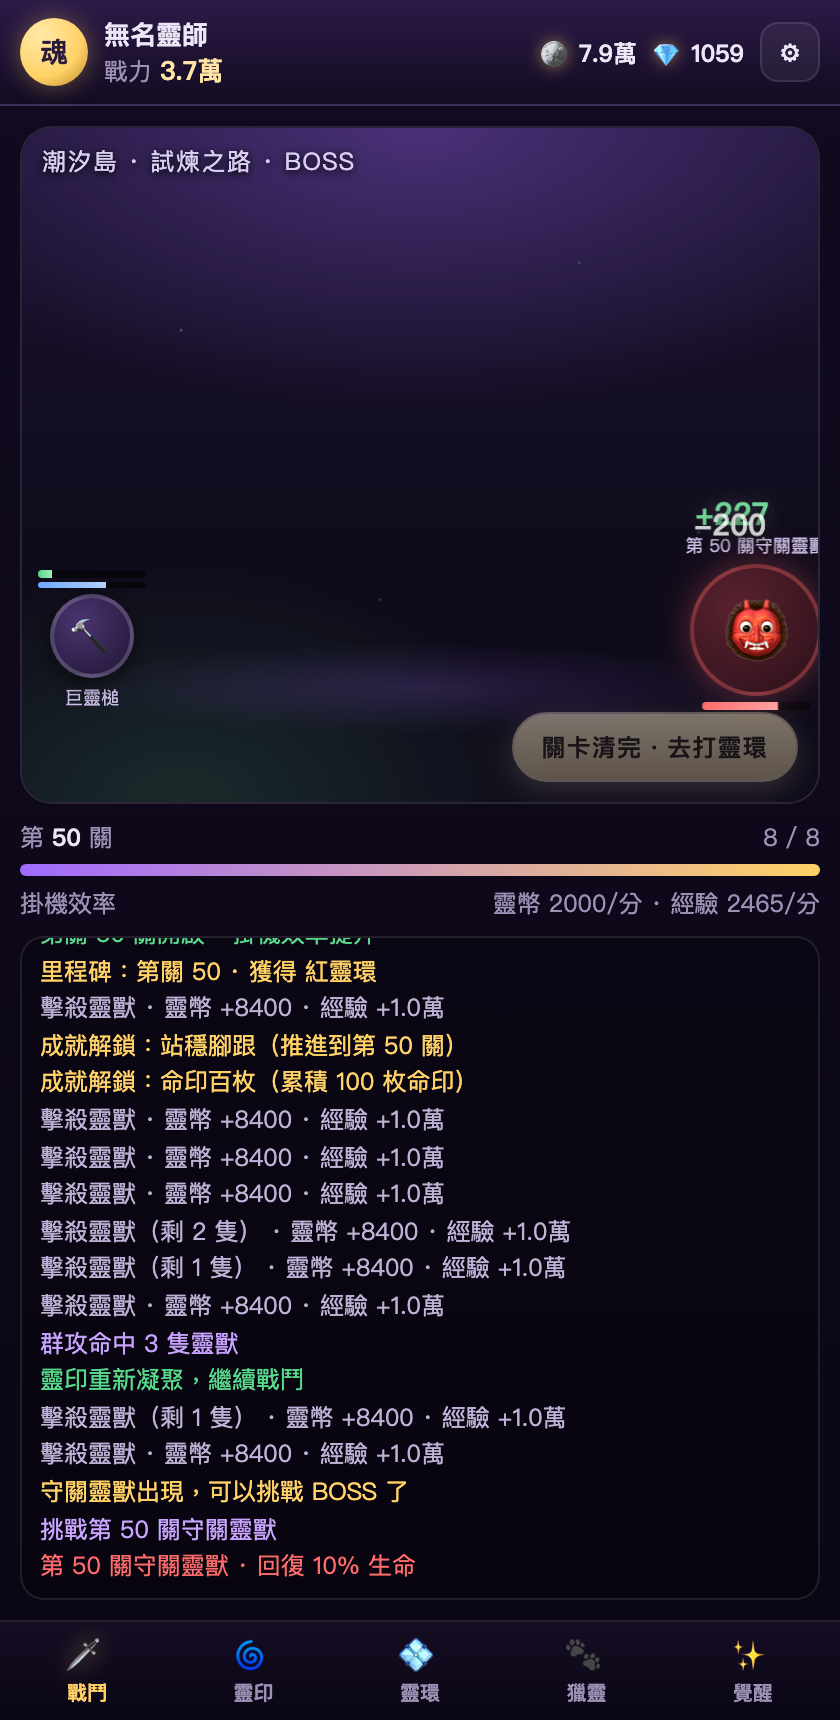 魂
無名靈師
戰力 3.7萬
7.9萬
1059
潮汐島 · 試煉之路 · BOSS
+227
-200
第 50 關守關靈獸
巨靈槌
關卡清完 · 去打靈環
第 50 關
8 / 8
掛機效率
靈幣 2000/分 · 經驗 2465/分
里程碑：第關 50 · 獲得 紅靈環
擊殺靈獸 · 靈幣 +8400 · 經驗 +1.0萬
成就解鎖：站穩腳跟（推進到第 50 關）
成就解鎖：命印百枚（累積 100 枚命印）
擊殺靈獸 · 靈幣 +8400 · 經驗 +1.0萬
擊殺靈獸 · 靈幣 +8400 · 經驗 +1.0萬
擊殺靈獸 · 靈幣 +8400 · 經驗 +1.0萬
擊殺靈獸（剩 2 隻） · 靈幣 +8400 · 經驗 +1.0萬
擊殺靈獸（剩 1 隻） · 靈幣 +8400 · 經驗 +1.0萬
擊殺靈獸 · 靈幣 +8400 · 經驗 +1.0萬
群攻命中 3 隻靈獸
靈印重新凝聚，繼續戰鬥
擊殺靈獸（剩 1 隻） · 靈幣 +8400 · 經驗 +1.0萬
擊殺靈獸 · 靈幣 +8400 · 經驗 +1.0萬
守關靈獸出現，可以挑戰 BOSS 了
挑戰第 50 關守關靈獸
第 50 關守關靈獸 · 回復 10% 生命
戰鬥
靈印
靈環
獵靈
覺醒